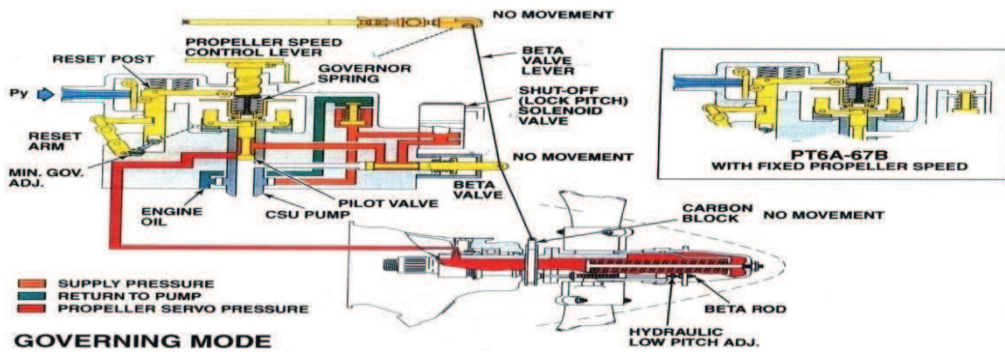 NO MOVEMENT
PROPELLER SPEED
CONTROL LEVER
RESET POST
GOVERNOR
SPRING
BETA
VALVE
LEVER
Py
SHUT-OFF
(LOCK PITCH)
SOLENOID
VALVE
RESET
ARM
MIN. GOV.
ADJ.
NO MOVEMENT
BETA
VALVE
PILOT VALVE
ENGINE
OIL
CSU PUMP
PT6A-67B
WITH FIXED PROPELLER SPEED
CARBON
BLOCK
NO MOVEMENT
SUPPLY PRESSURE
RETURN TO PUMP
PROPELLER SERVO PRESSURE
BETA ROD
HYDRAULIC
LOW PITCH ADJ.
GOVERNING MODE